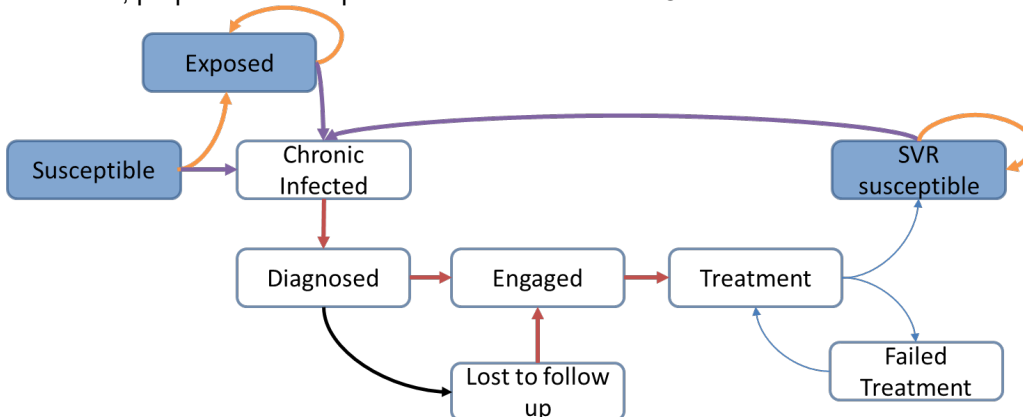 Exposed
Susceptible
Chronic
Infected
SVR
susceptible
Diagnosed
Engaged
Treatment
Failed
Treatment
Lost to follow
up